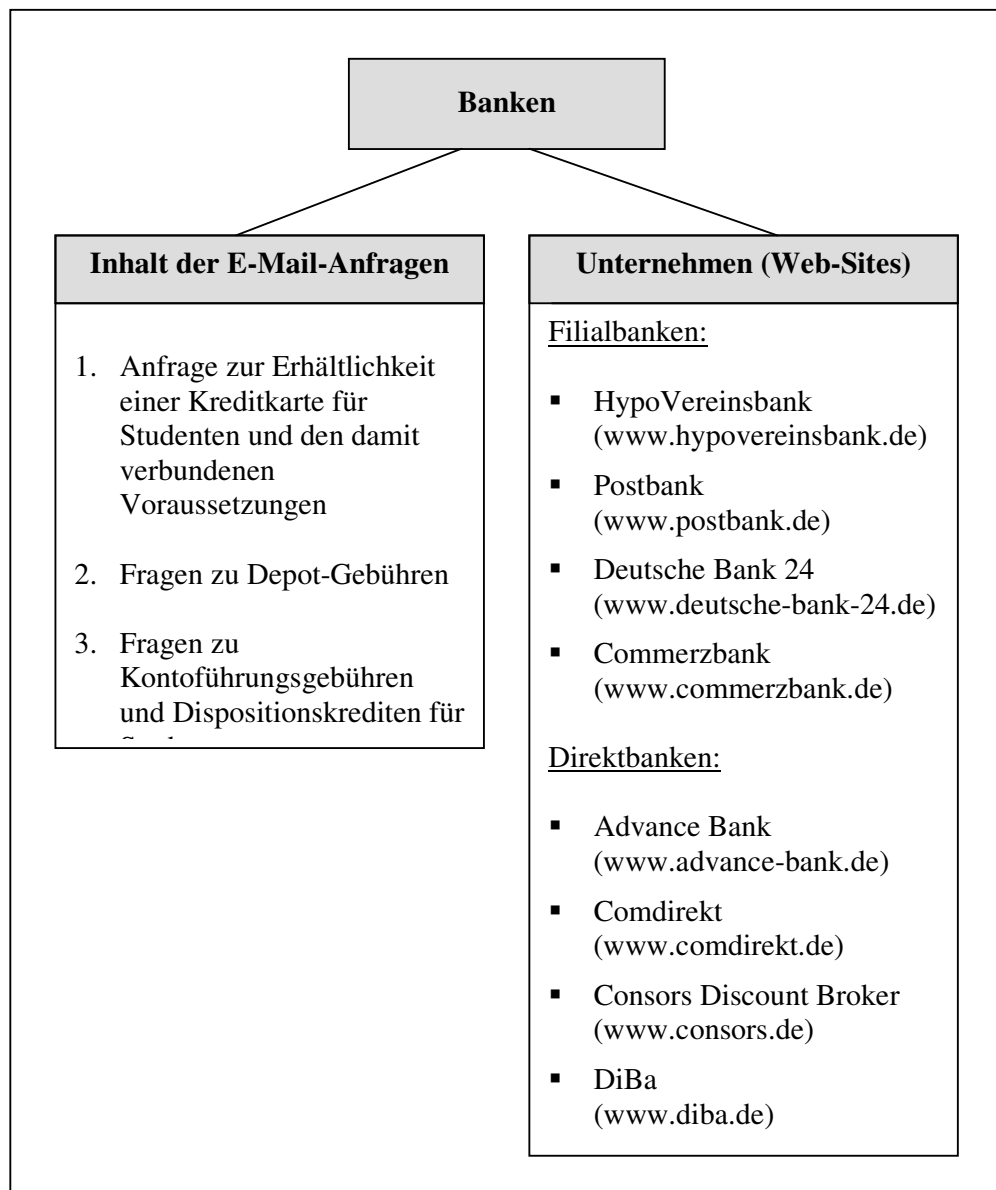 Banken
Inhalt der E-Mail-Anfragen
1. Anfrage zur Erhältlichkeit
einer Kreditkarte für
Studenten und den damit
verbundenen
Voraussetzungen
2. Fragen zu Depot-Gebühren
3. Fragen zu
Kontoführungsgebühren
und Dispositionskrediten für
Unternehmen (Web-Sites)
Filialbanken:
▪ HypoVereinsbank
(www.hypovereinsbank.de)
▪ Postbank
(www.postbank.de)
▪ Deutsche Bank 24
(www.deutsche-bank-24.de)
▪ Commerzbank
(www.commerzbank.de)
Direktbanken:
▪ Advance Bank
(www.advance-bank.de)
▪ Comdirekt
(www.comdirekt.de)
▪ Consors Discount Broker
(www.consors.de)
▪ DiBa
(www.diba.de)